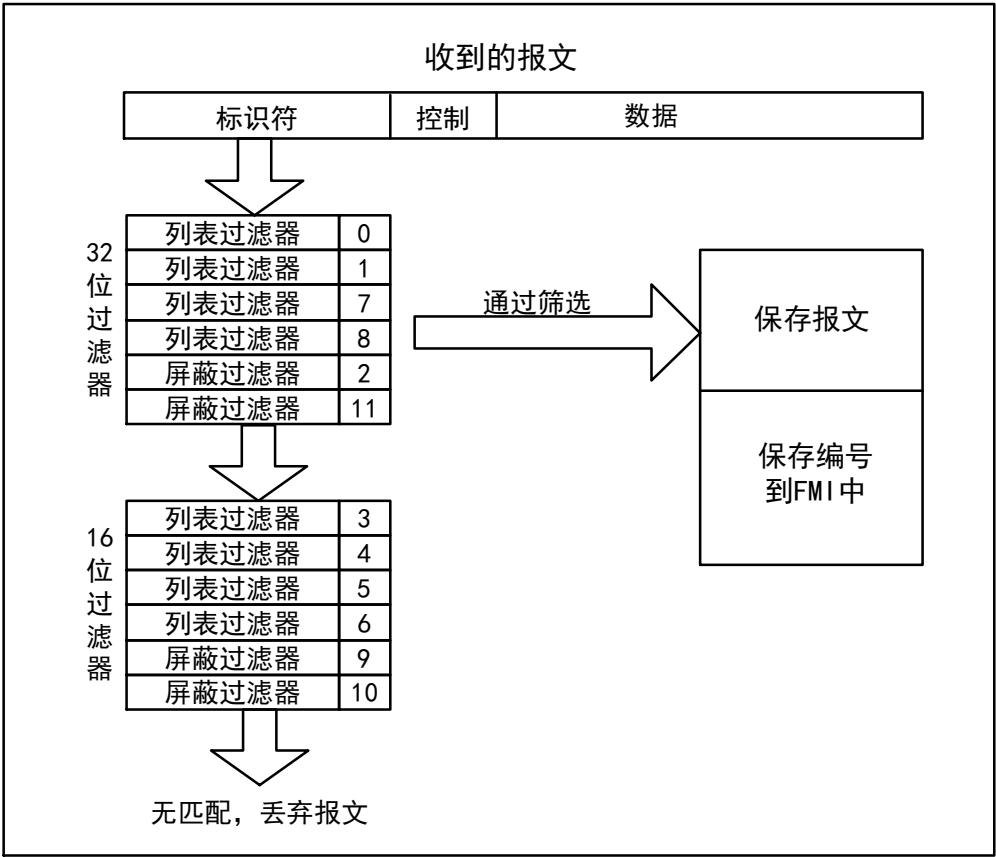 收到的报文
标识符 控制 数据
32位过滤器
列表过滤器 0
列表过滤器 1
列表过滤器 7
列表过滤器 8
屏蔽过滤器 2
屏蔽过滤器 11
通过筛选
保存报文
保存编号
到FMI中
16位过滤器
列表过滤器 3
列表过滤器 4
列表过滤器 5
列表过滤器 6
屏蔽过滤器 9
屏蔽过滤器 10
无匹配，丢弃报文